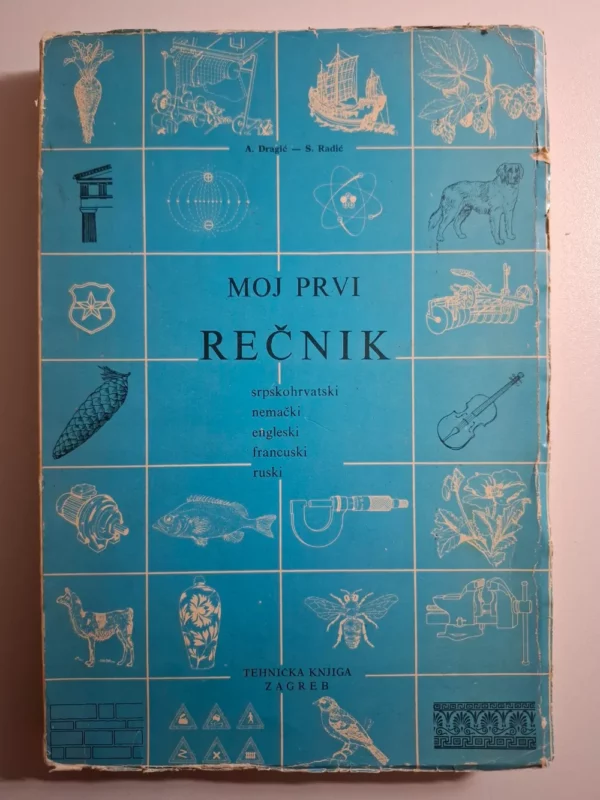 A. Dragić — S. Radić
MOJ PRVI
REČNIK
srpskohrvatski
nemački
engleski
francuski
ruski
TEHNIČKA KNJIGA
ZAGREB